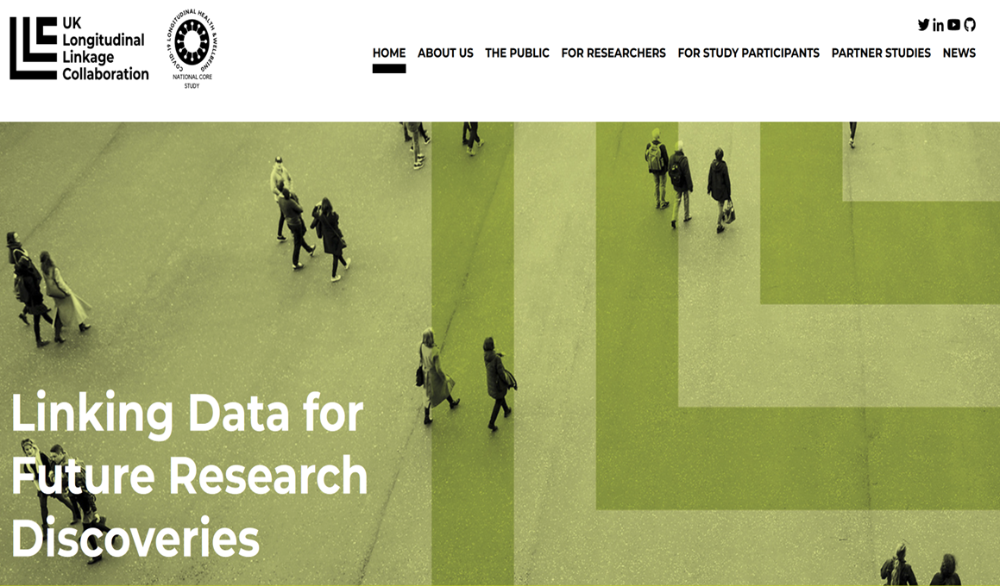 UK
Longitudinal
Linkage
Collaboration
COVID-19 LONGITUDINAL HEALTH & WELLBEING
NATIONAL CORE
STUDY
HOME ABOUT US THE PUBLIC FOR RESEARCHERS FOR STUDY PARTICIPANTS PARTNER STUDIES NEWS
Linking Data for
Future Research
Discoveries